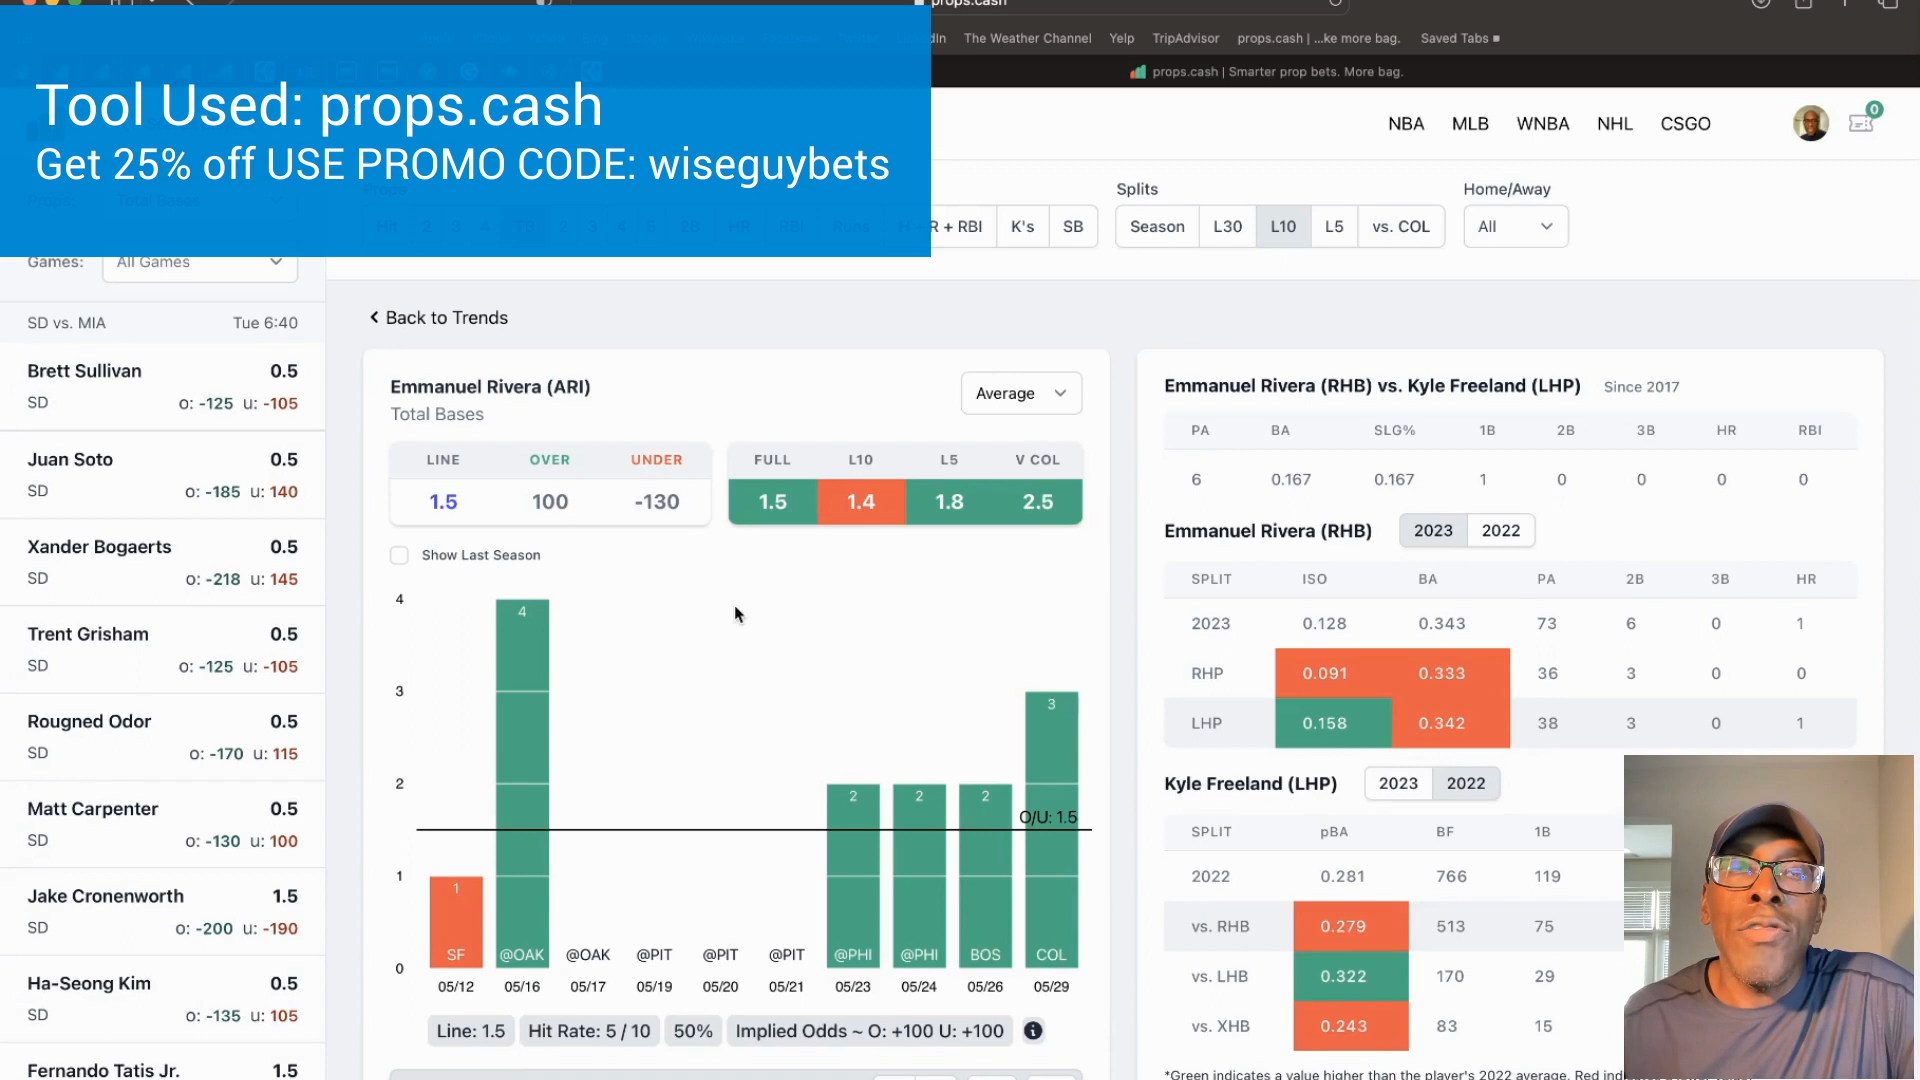 props.cash
The Weather Channel Yelp TripAdvisor props.cash | ...ke more bag. Saved Tabs
props.cash | Smarter prop bets. More bag.
Tool Used: props.cash
Get 25% off USE PROMO CODE: wiseguybets
NBA MLB WNBA NHL CSGO 0
Splits Home/Away
R + RBI K's SB Season L30 L10 L5 vs. COL All
Games: All Games
SD vs. MIA Tue 6:40
Brett Sullivan 0.5
SD o: -125 u: -105
Juan Soto 0.5
SD o: -185 u: 140
Xander Bogaerts 0.5
SD o: -218 u: 145
Trent Grisham 0.5
SD o: -125 u: -105
Rougned Odor 0.5
SD o: -170 u: 115
Matt Carpenter 0.5
SD o: -130 u: 100
Jake Cronenworth 1.5
SD o: -200 u: -190
Ha-Seong Kim 0.5
SD o: -135 u: 105
Fernando Tatis Jr. 1.5
Back to Trends
Emmanuel Rivera (ARI)
Total Bases
Average
LINE OVER UNDER FULL L10 L5 V COL
1.5 100 -130 1.5 1.4 1.8 2.5
Show Last Season
4
3
2
1
0
1 4 2 2 2 3
O/U: 1.5
SF @OAK @OAK @PIT @PIT @PIT @PHI @PHI BOS COL
05/12 05/16 05/17 05/19 05/20 05/21 05/23 05/24 05/26 05/29
Line: 1.5 Hit Rate: 5 / 10 50% Implied Odds ~ O: +100 U: +100
Emmanuel Rivera (RHB) vs. Kyle Freeland (LHP) Since 2017
PA BA SLG% 1B 2B 3B HR RBI
6 0.167 0.167 1 0 0 0 0
Emmanuel Rivera (RHB) 2023 2022
SPLIT ISO BA PA 2B 3B HR
2023 0.128 0.343 73 6 0 1
RHP 0.091 0.333 36 3 0 0
LHP 0.158 0.342 38 3 0 1
Kyle Freeland (LHP) 2023 2022
SPLIT pBA BF 1B
2022 0.281 766 119
vs. RHB 0.279 513 75
vs. LHB 0.322 170 29
vs. XHB 0.243 83 15
*Green indicates a value higher than the player's 2022 average. Red